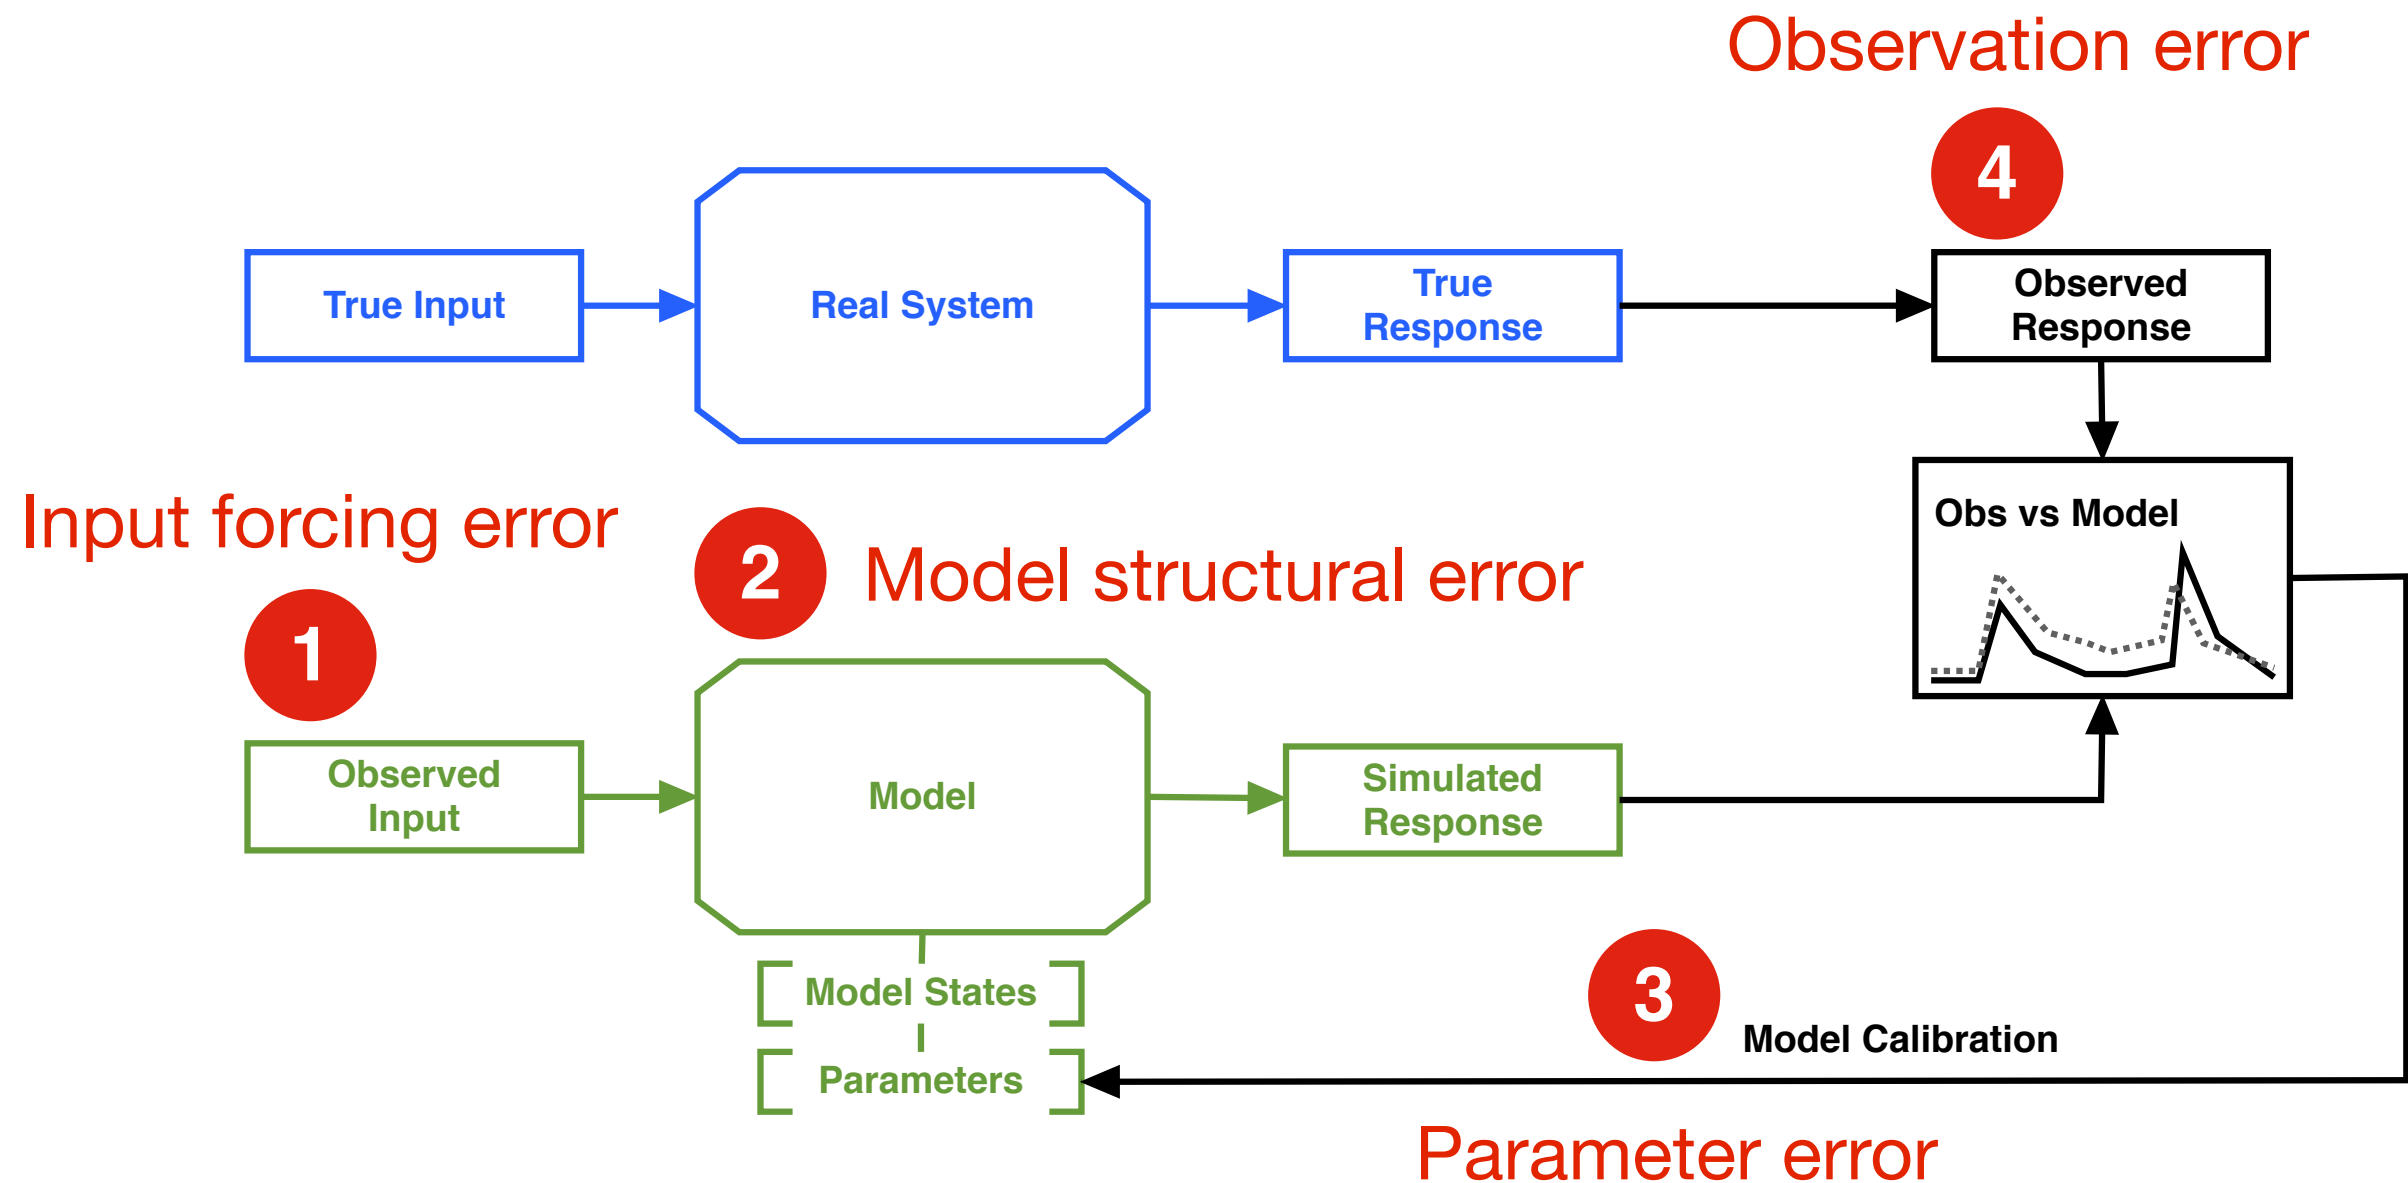 Observation error
4
True Input
Real System
True
Response
Observed
Response
Input forcing error
1
2
Model structural error
Obs vs Model
Observed
Input
Model
Simulated
Response
Model States
Parameters
3
Model Calibration
Parameter error